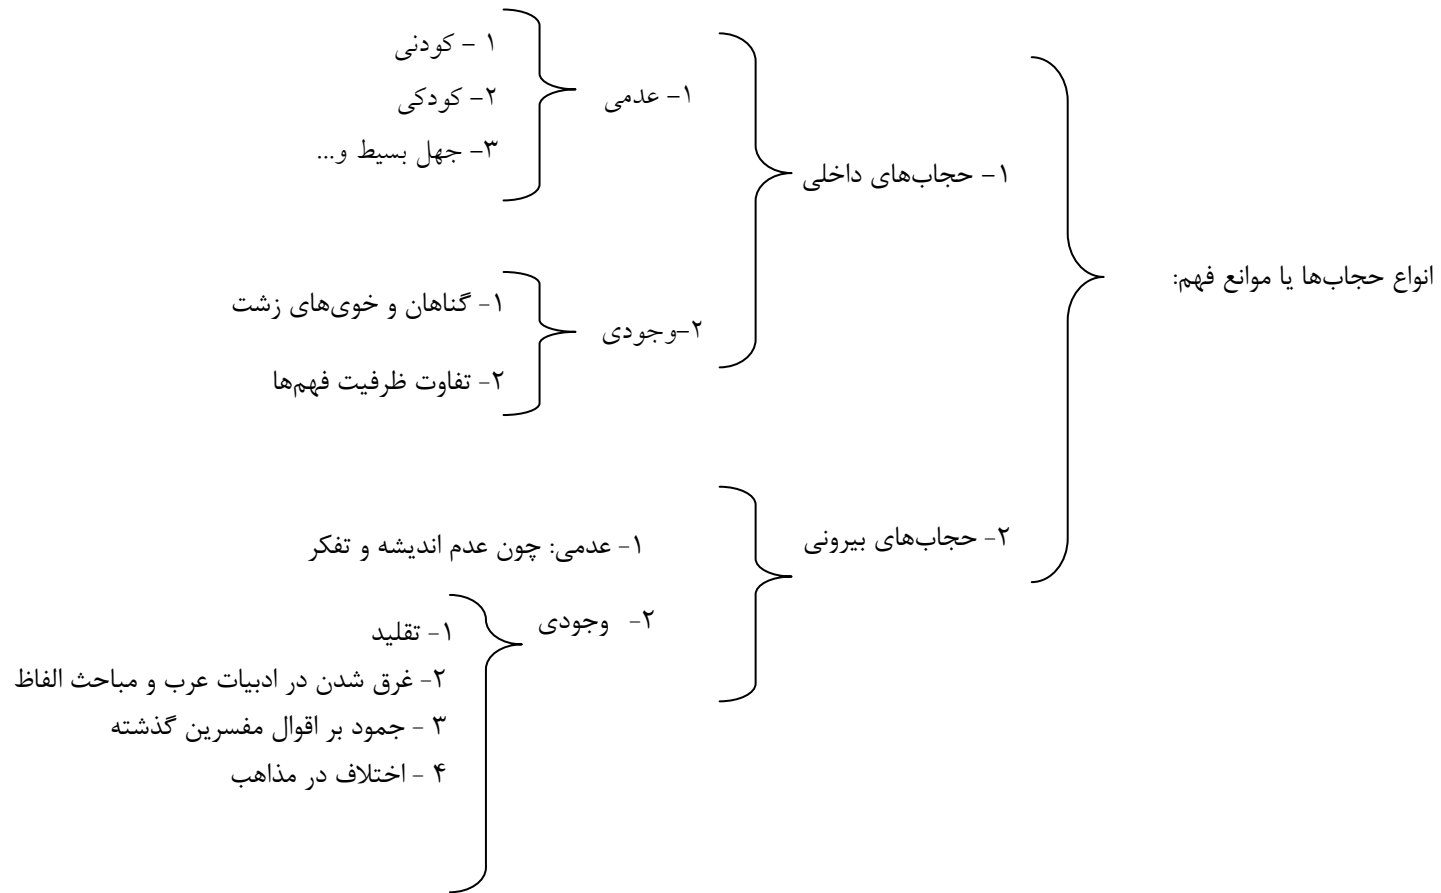 انواع حجاب‌ها یا موانع فهم:
۱- حجاب‌های داخلی
۱- عدمی
۱ - کودنی
۲- کودکی
۳- جهل بسیط و...
۲-وجودی
۱- گناهان و خوی‌های زشت
۲- تفاوت ظرفیت فهم‌ها
۲- حجاب‌های بیرونی
۱- عدمی: چون عدم اندیشه و تفکر
۲- وجودی
۱- تقلید
۲- غرق شدن در ادبیات عرب و مباحث الفاظ
۳ - جمود بر اقوال مفسرین گذشته
۴ - اختلاف در مذاهب